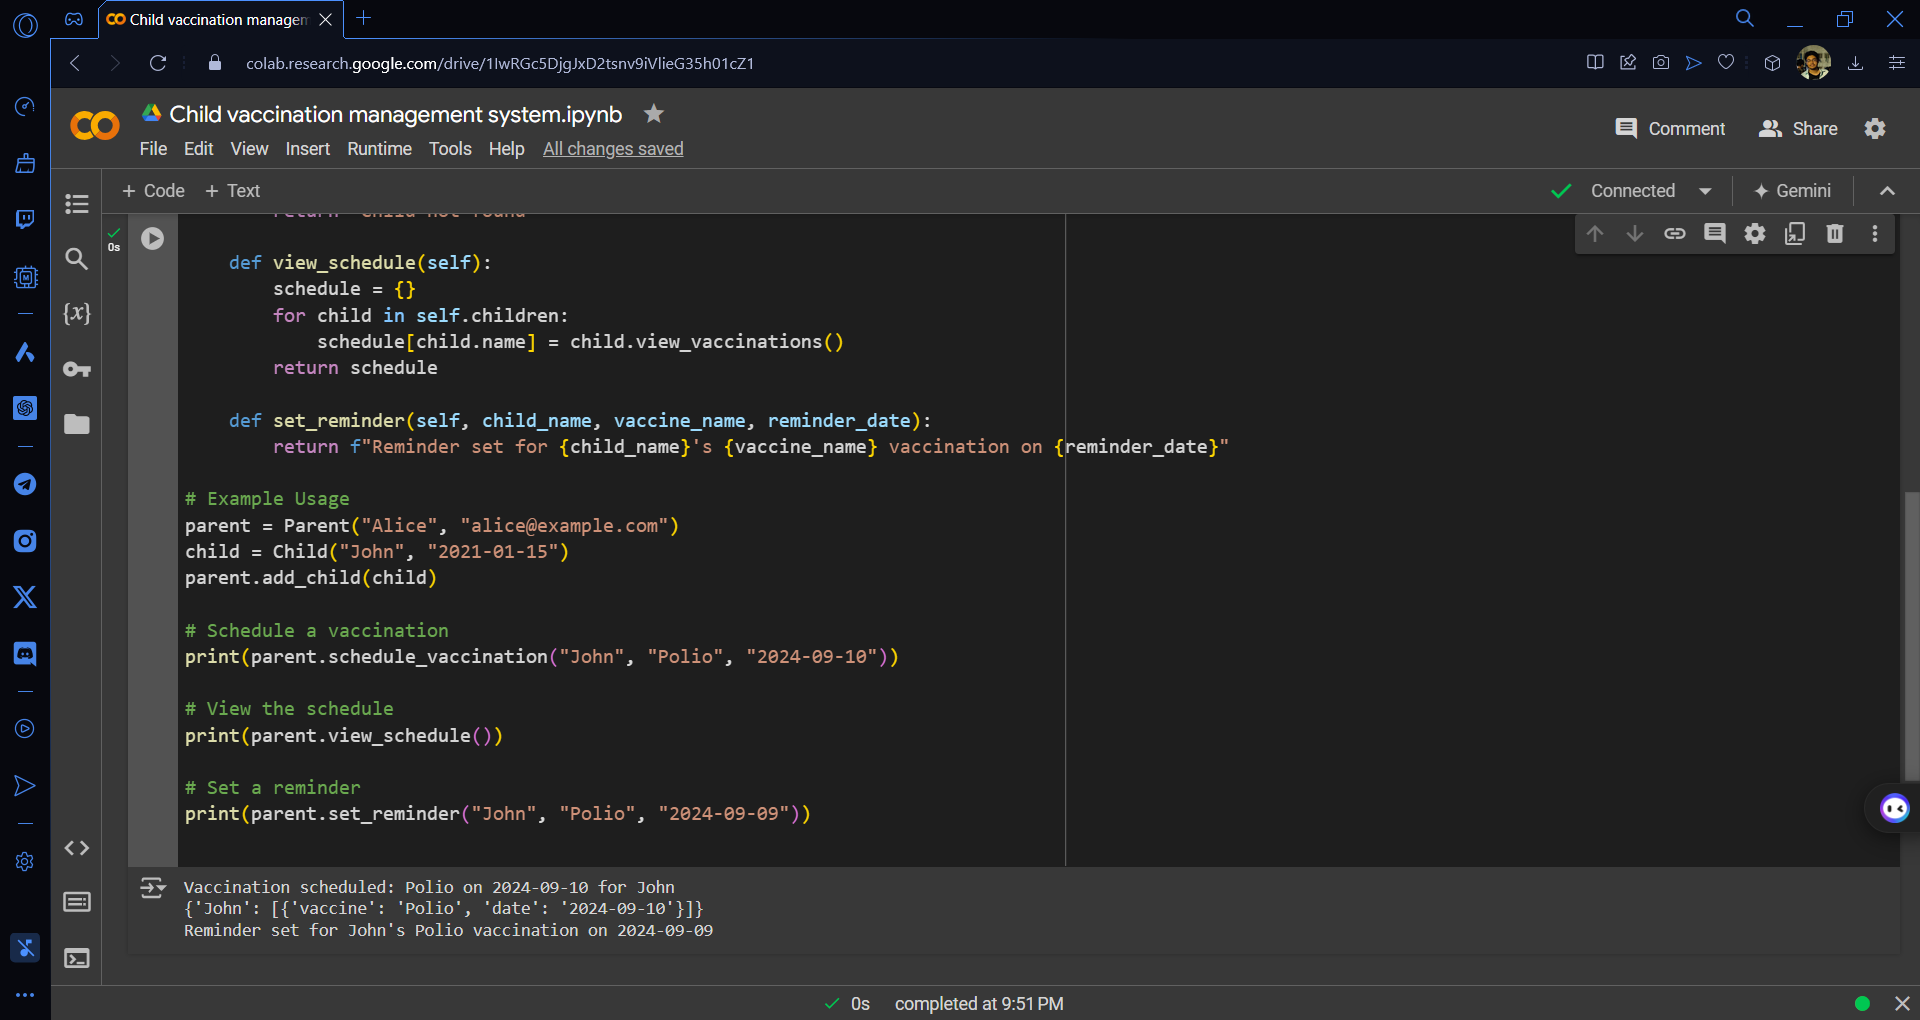 Child vaccination managem
colab.research.google.com/drive/1IwRGc5DjgJxD2tsnv9iVlieG35h01cZ1
Child vaccination management system.ipynb
Comment
Share
File Edit View Insert Runtime Tools Help All changes saved
+ Code + Text
Connected
Gemini
0s
return "Child not found"
def view_schedule(self):
schedule = {}
for child in self.children:
schedule[child.name] = child.view_vaccinations()
return schedule
def set_reminder(self, child_name, vaccine_name, reminder_date):
return f"Reminder set for {child_name}'s {vaccine_name} vaccination on {reminder_date}"
# Example Usage
parent = Parent("Alice", "alice@example.com")
child = Child("John", "2021-01-15")
parent.add_child(child)
# Schedule a vaccination
print(parent.schedule_vaccination("John", "Polio", "2024-09-10"))
# View the schedule
print(parent.view_schedule())
# Set a reminder
print(parent.set_reminder("John", "Polio", "2024-09-09"))
Vaccination scheduled: Polio on 2024-09-10 for John
{'John': [{'vaccine': 'Polio', 'date': '2024-09-10'}]}
Reminder set for John's Polio vaccination on 2024-09-09
0s completed at 9:51 PM